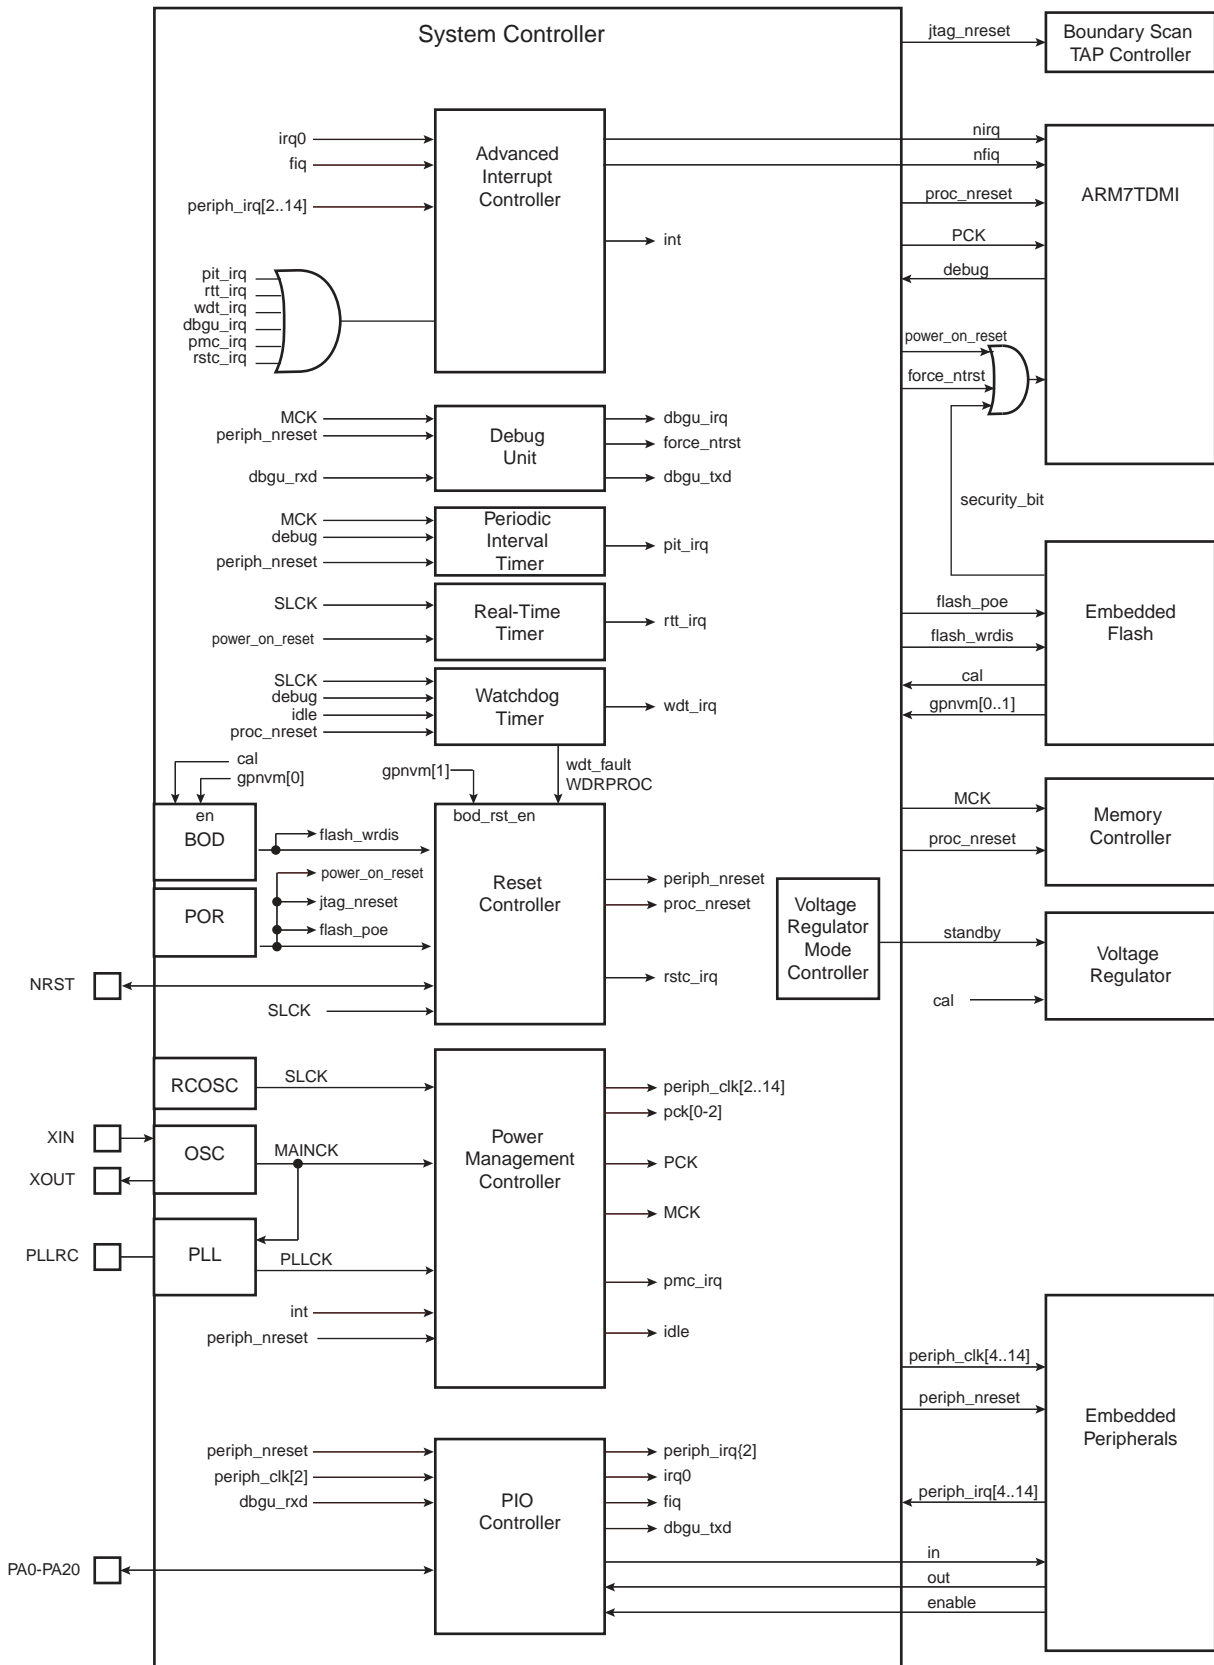 System Controller
jtag_nreset
Boundary Scan
TAP Controller
irq0
fiq
periph_irq[2..14]
Advanced
Interrupt
Controller
int
nirq
nfiq
proc_nreset
PCK
debug
ARM7TDMI
pit_irq
rtt_irq
wdt_irq
dbgu_irq
pmc_irq
rstc_irq
power_on_reset
force_ntrst
security_bit
MCK
periph_nreset
dbgu_rxd
Debug
Unit
dbgu_irq
force_ntrst
dbgu_txd
MCK
debug
periph_nreset
Periodic
Interval
Timer
pit_irq
SLCK
power_on_reset
Real-Time
Timer
rtt_irq
flash_poe
flash_wrdis
cal
gpnvm[0..1]
Embedded
Flash
SLCK
debug
idle
proc_nreset
Watchdog
Timer
wdt_irq
wdt_fault
WDRPROC
cal
gpnvm[0]
gpnvm[1]
en
BOD
bod_rst_en
flash_wrdis
power_on_reset
jtag_nreset
flash_poe
POR
Reset
Controller
periph_nreset
proc_nreset
rstc_irq
NRST
SLCK
MCK
proc_nreset
Memory
Controller
Voltage
Regulator
Mode
Controller
standby
cal
Voltage
Regulator
RCOSC
SLCK
XIN
XOUT
OSC
MAINCK
PLLRC
PLL
PLLCK
int
periph_nreset
Power
Management
Controller
periph_clk[2..14]
pck[0-2]
PCK
MCK
pmc_irq
idle
periph_clk[4..14]
periph_nreset
periph_irq[4..14]
in
out
enable
Embedded
Peripherals
periph_nreset
periph_clk[2]
dbgu_rxd
PIO
Controller
periph_irq{2]
irq0
fiq
dbgu_txd
PA0-PA20